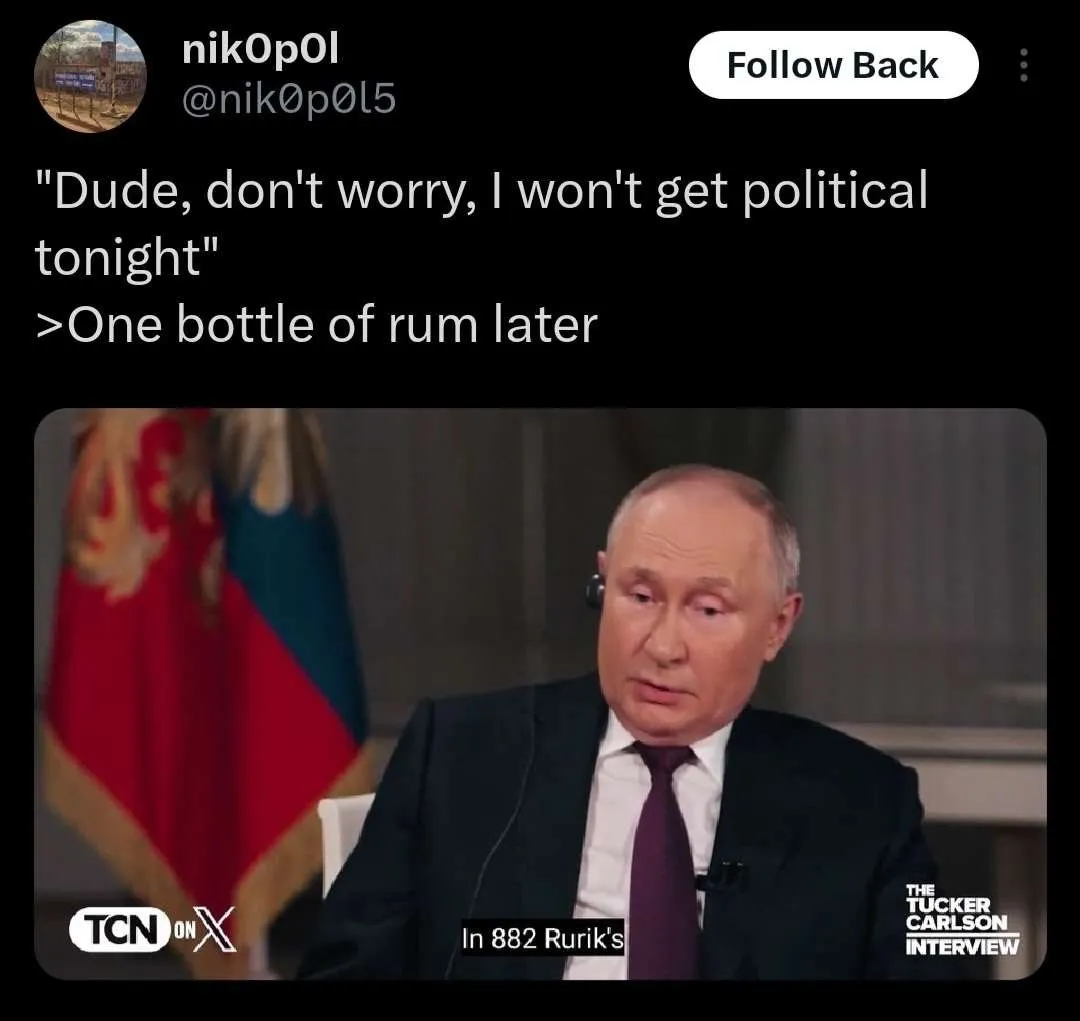 nik0p0l
Follow Back
@nik0p0l5
"Dude, don't worry, I won't get political
tonight"
>One bottle of rum later
TCN ON X
In 882 Rurik's
THE
TUCKER
CARLSON
INTERVIEW